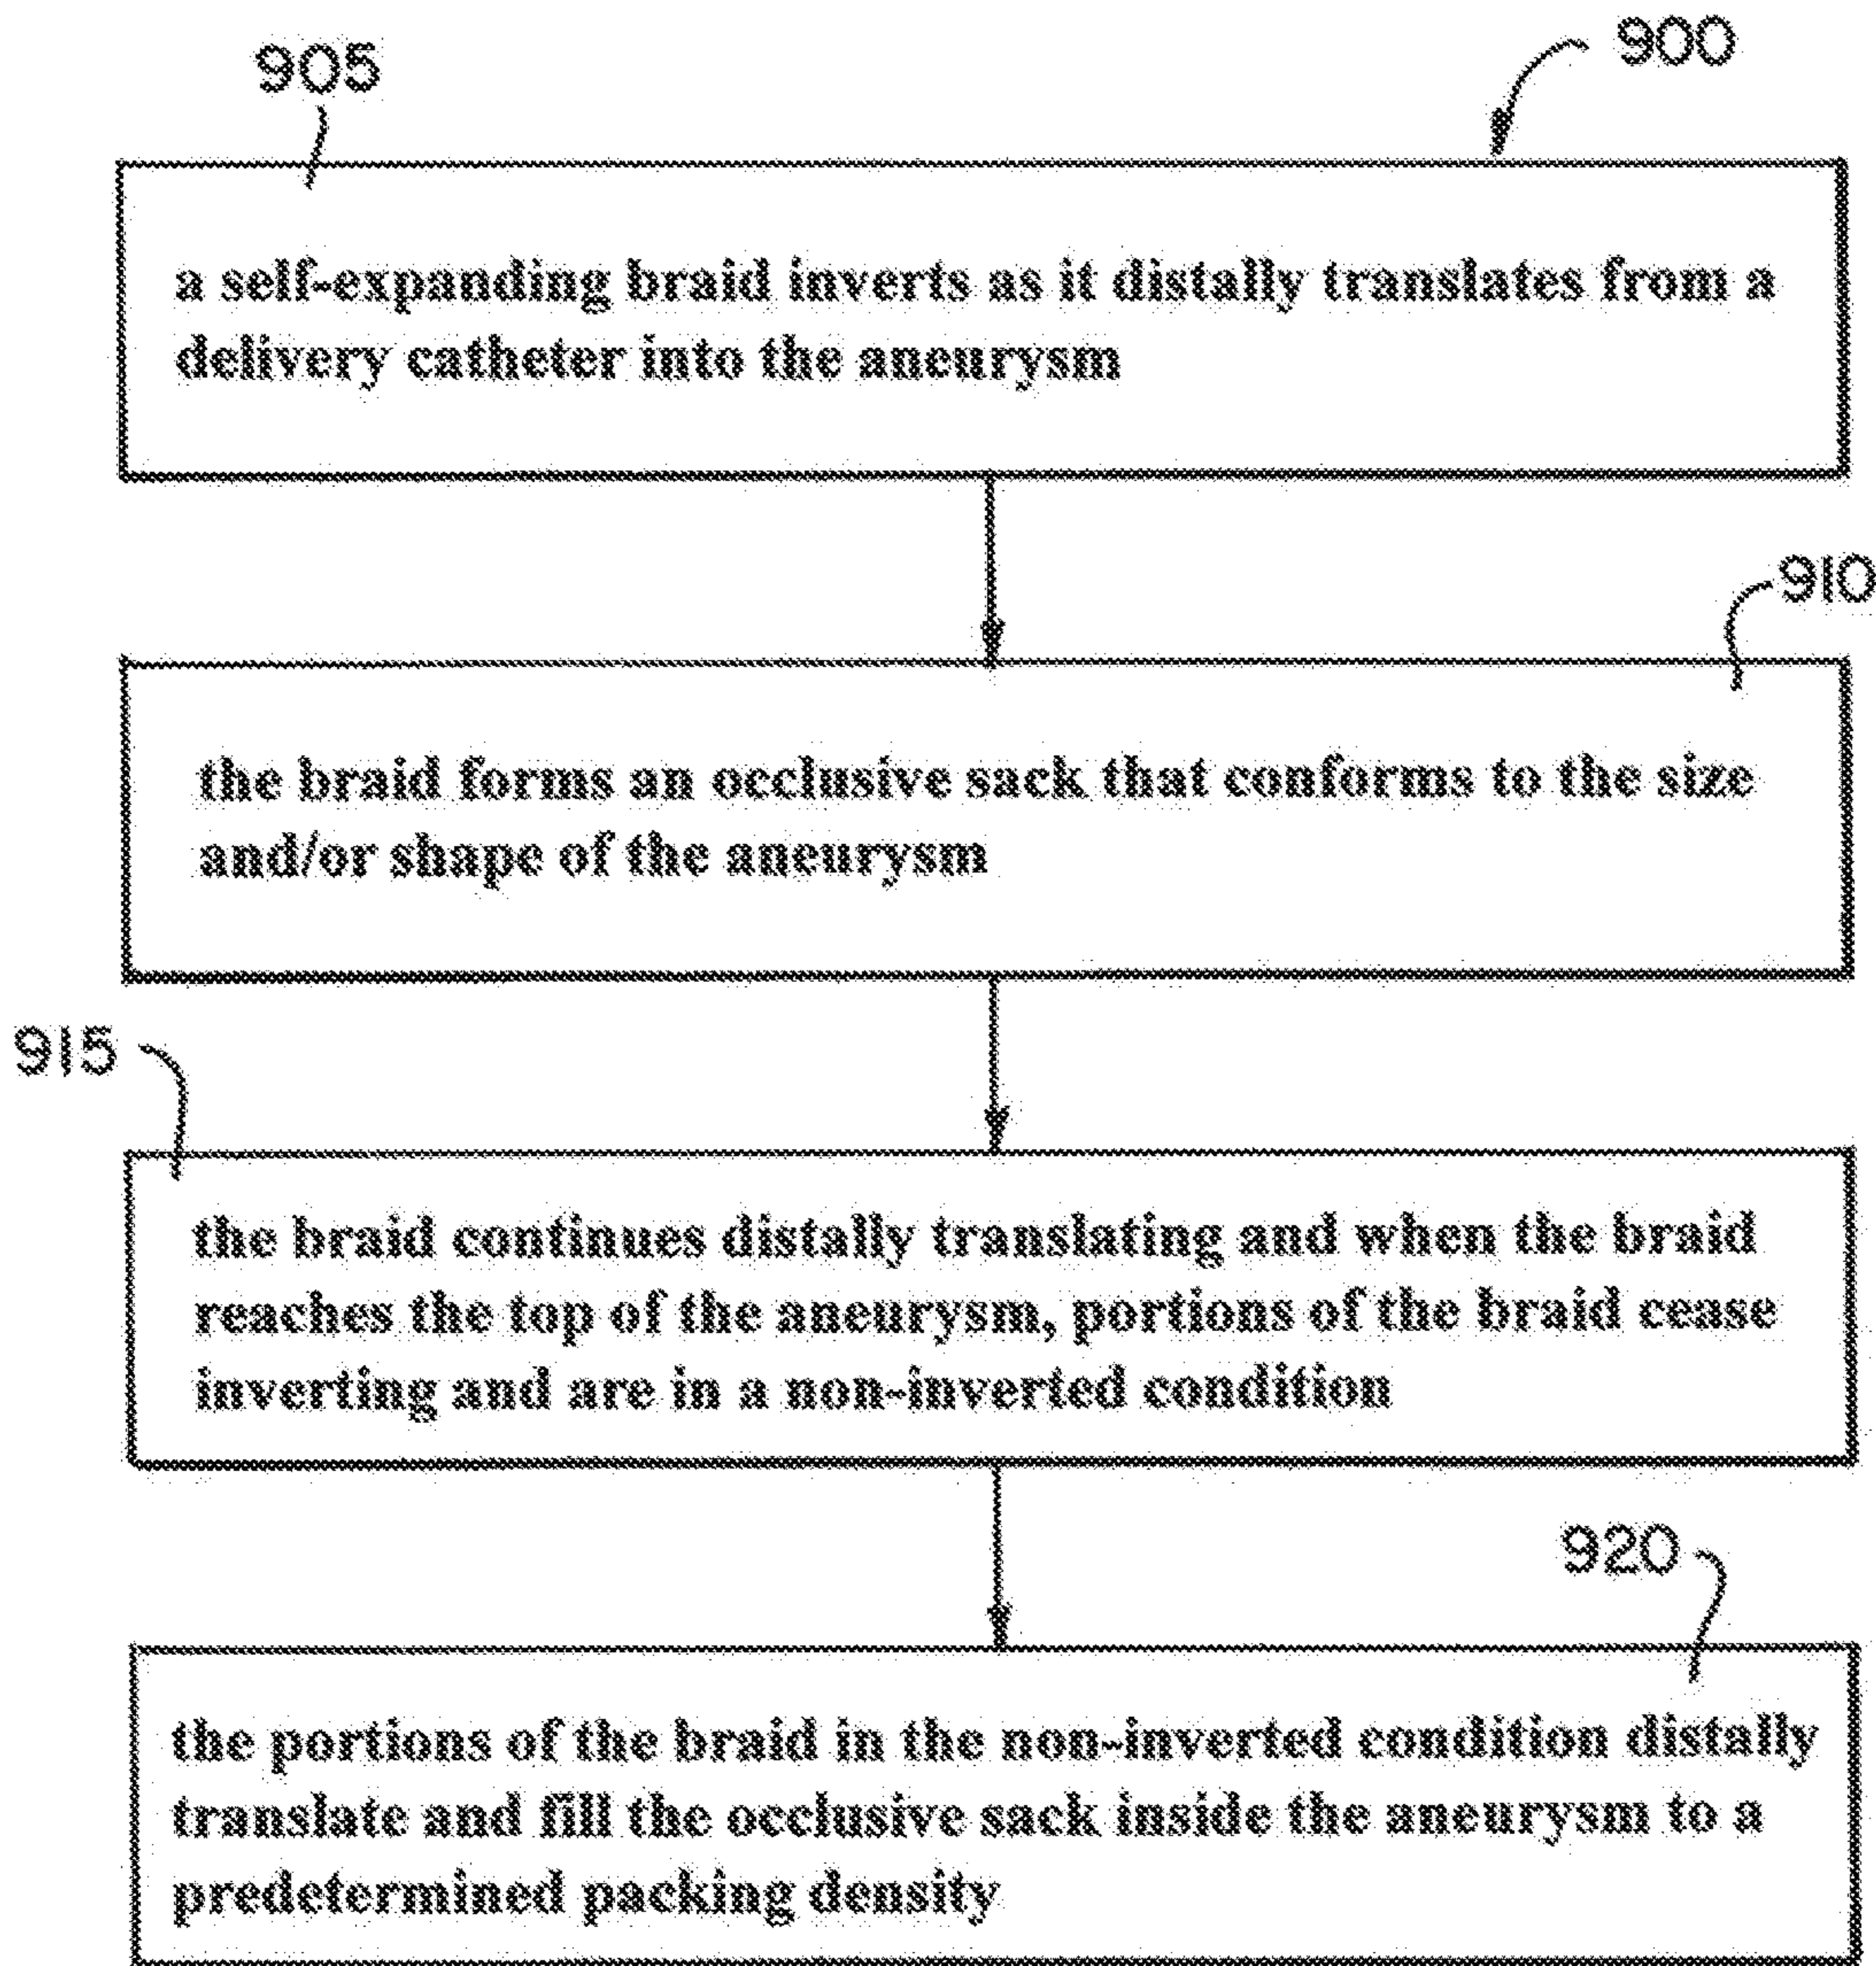 905
900
a self-expanding braid inverts as it distally translates from a
delivery catheter into the aneurysm
910
the braid forms an occlusive sack that conforms to the size
and/or shape of the aneurysm
915
the braid continues distally translating and when the braid
reaches the top of the aneurysm, portions of the braid cease
inverting and are in a non-inverted condition
920
the portions of the braid in the non-inverted condition distally
translate and fill the occlusive sack inside the aneurysm to a
predetermined packing density